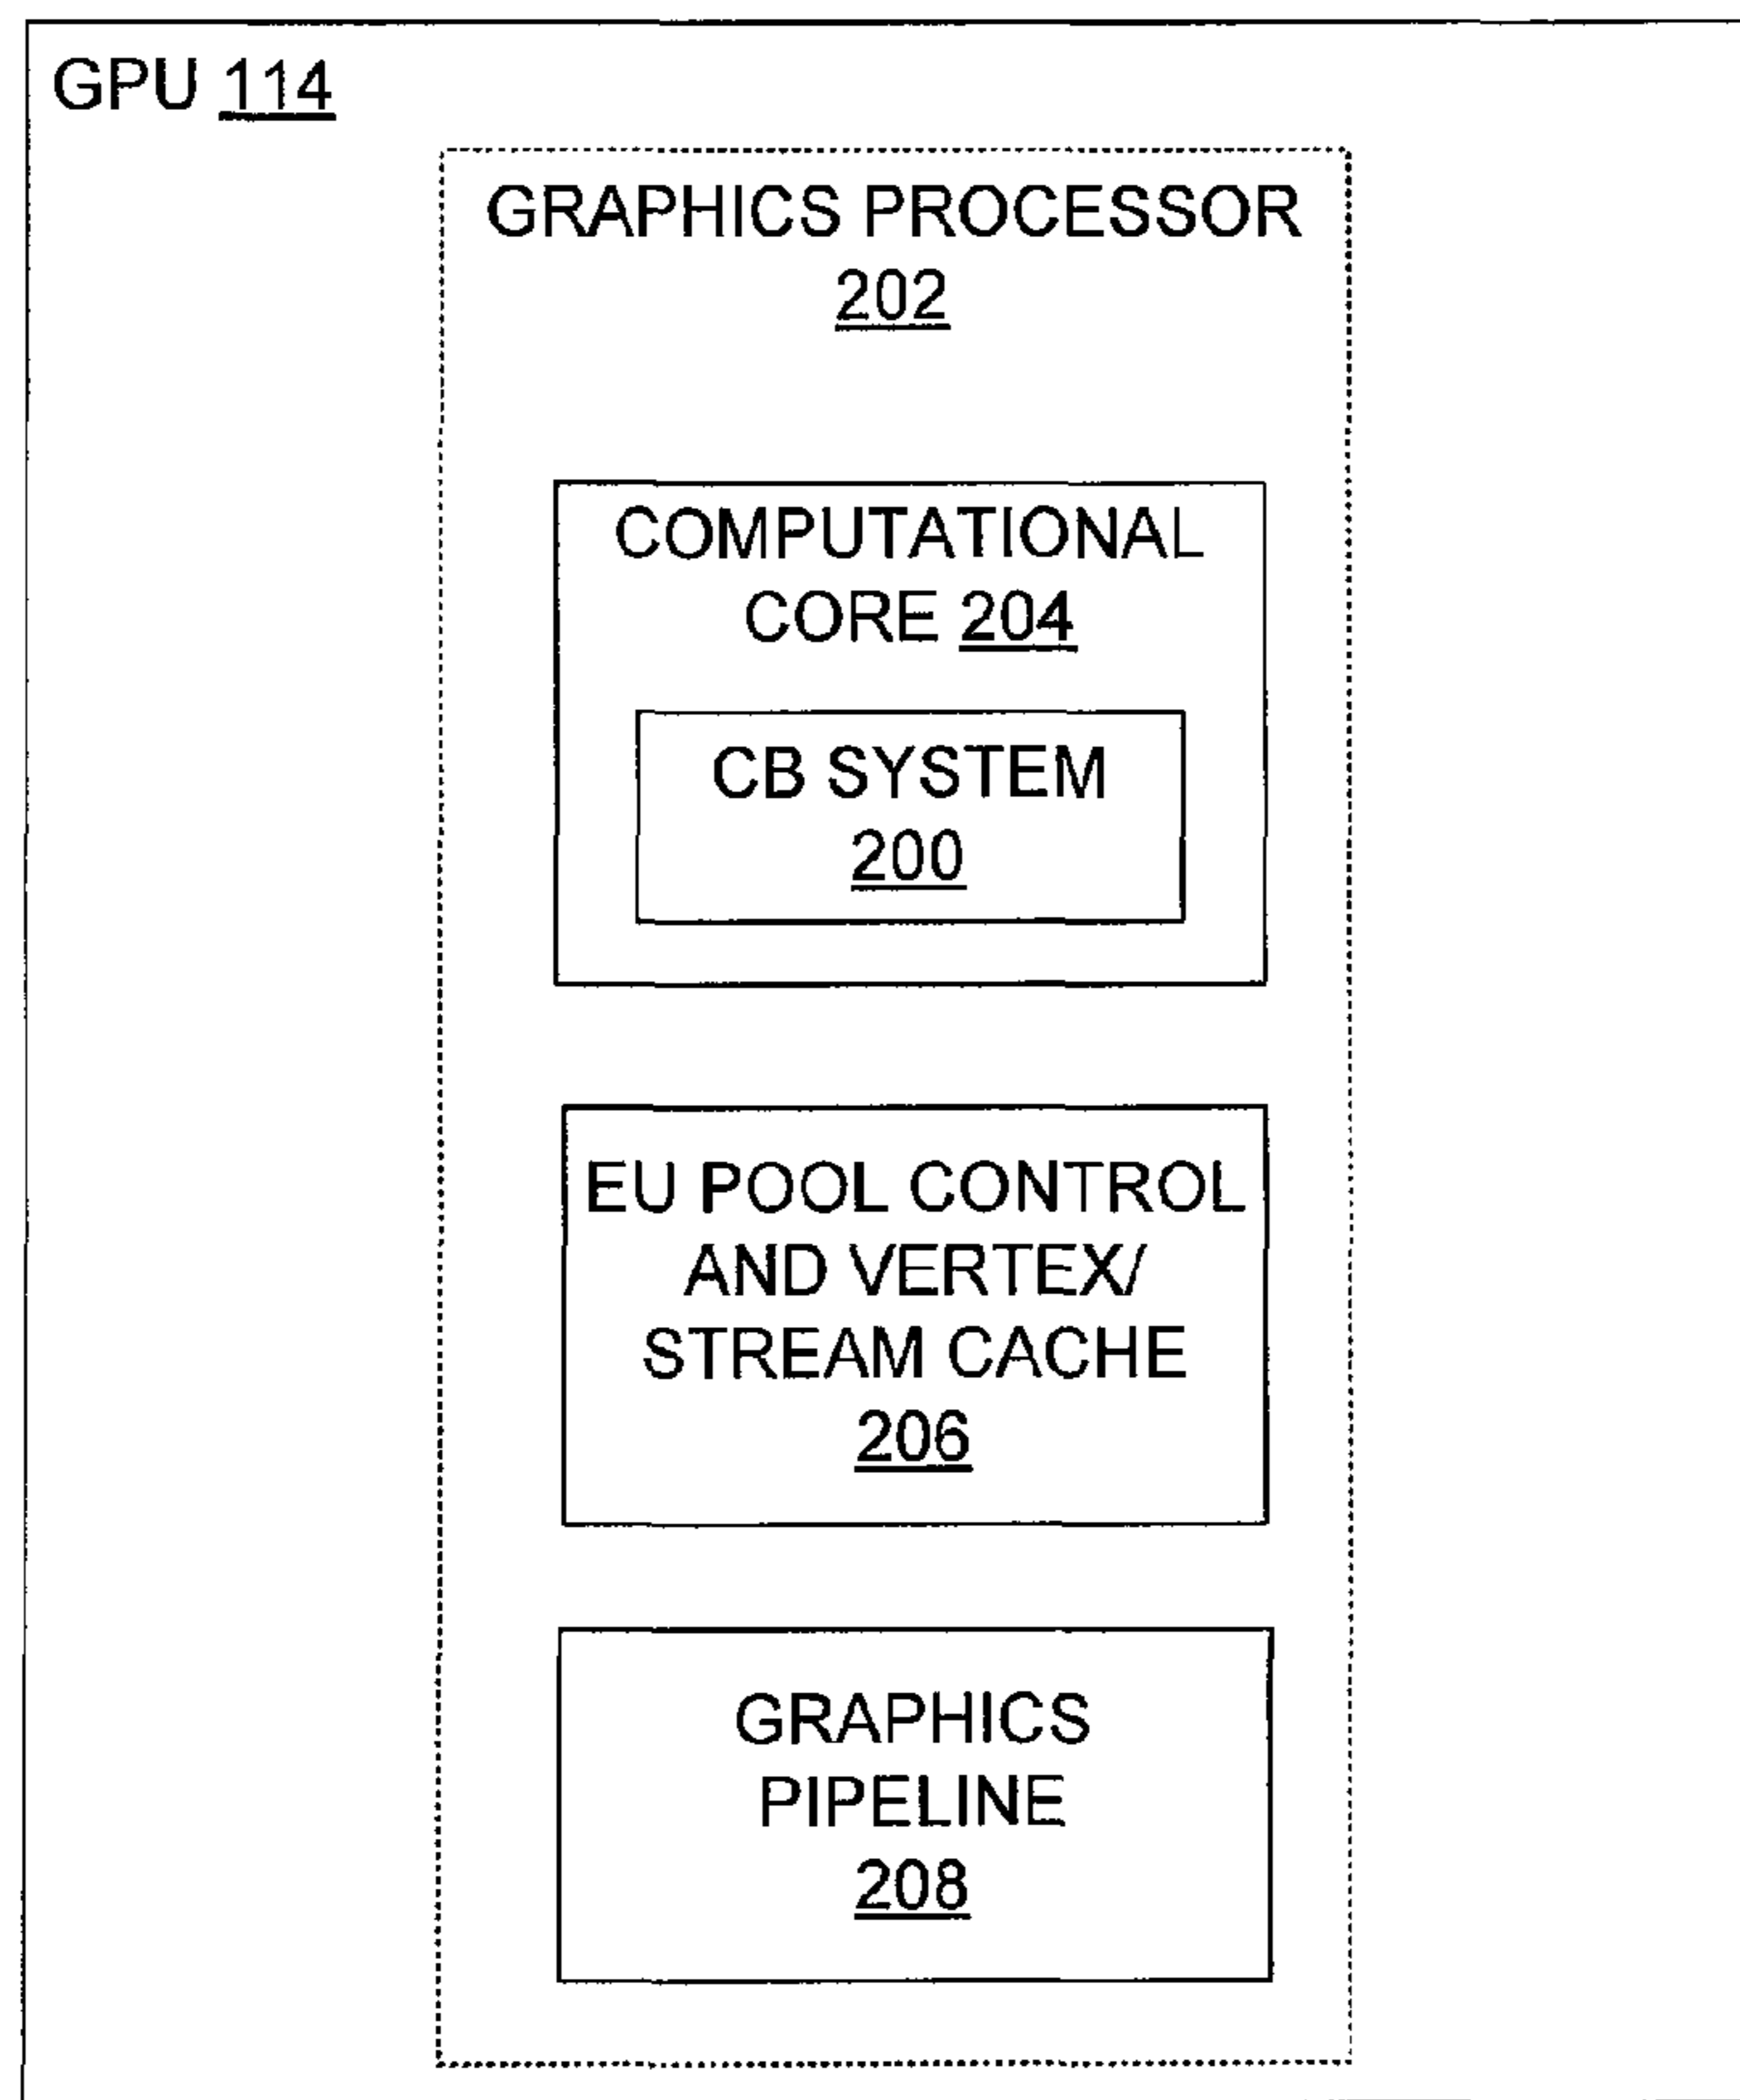 GPU 114
GRAPHICS PROCESSOR
202
COMPUTATIONAL
CORE 204
CB SYSTEM
200
EU POOL CONTROL
AND VERTEX/
STREAM CACHE
206
GRAPHICS
PIPELINE
208